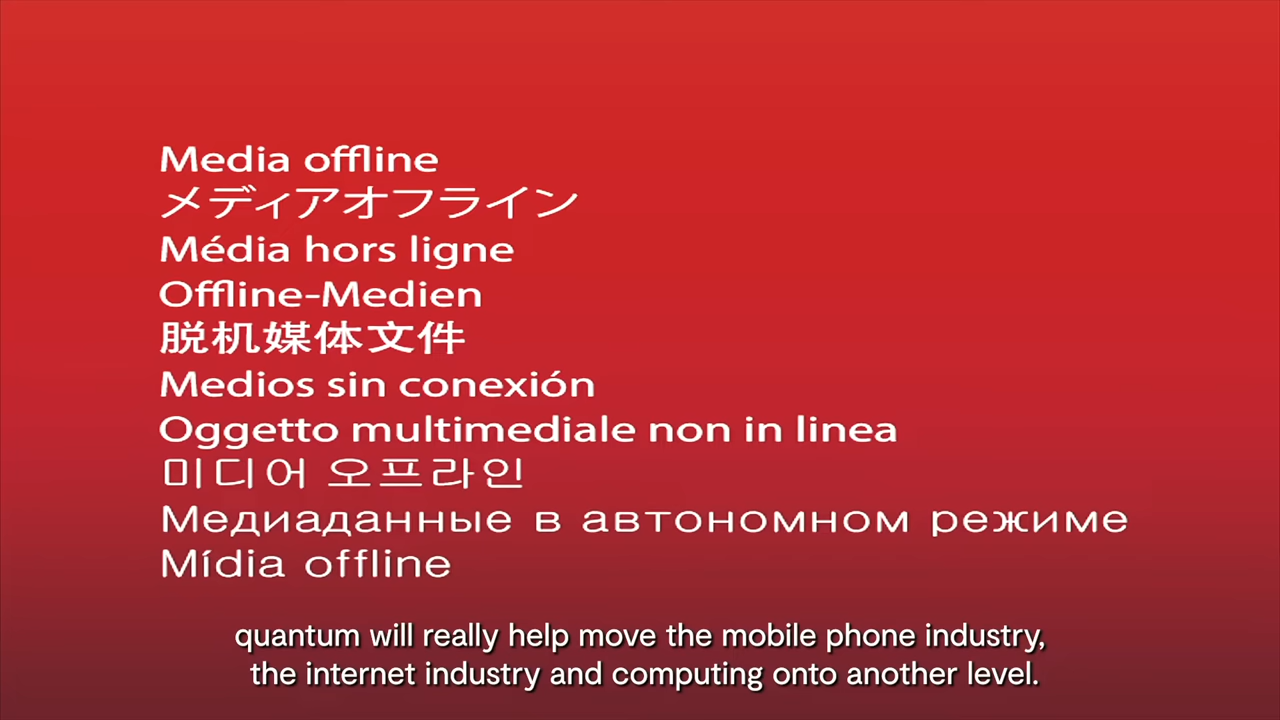 Media offline
メディアオフライン
Média hors ligne
Offline-Medien
脱机媒体文件
Medios sin conexión
Oggetto multimediale non in linea
미디어 오프라인
Медиаданные в автономном режиме
Mídia offline
quantum will really help move the mobile phone industry,
the internet industry and computing onto another level.